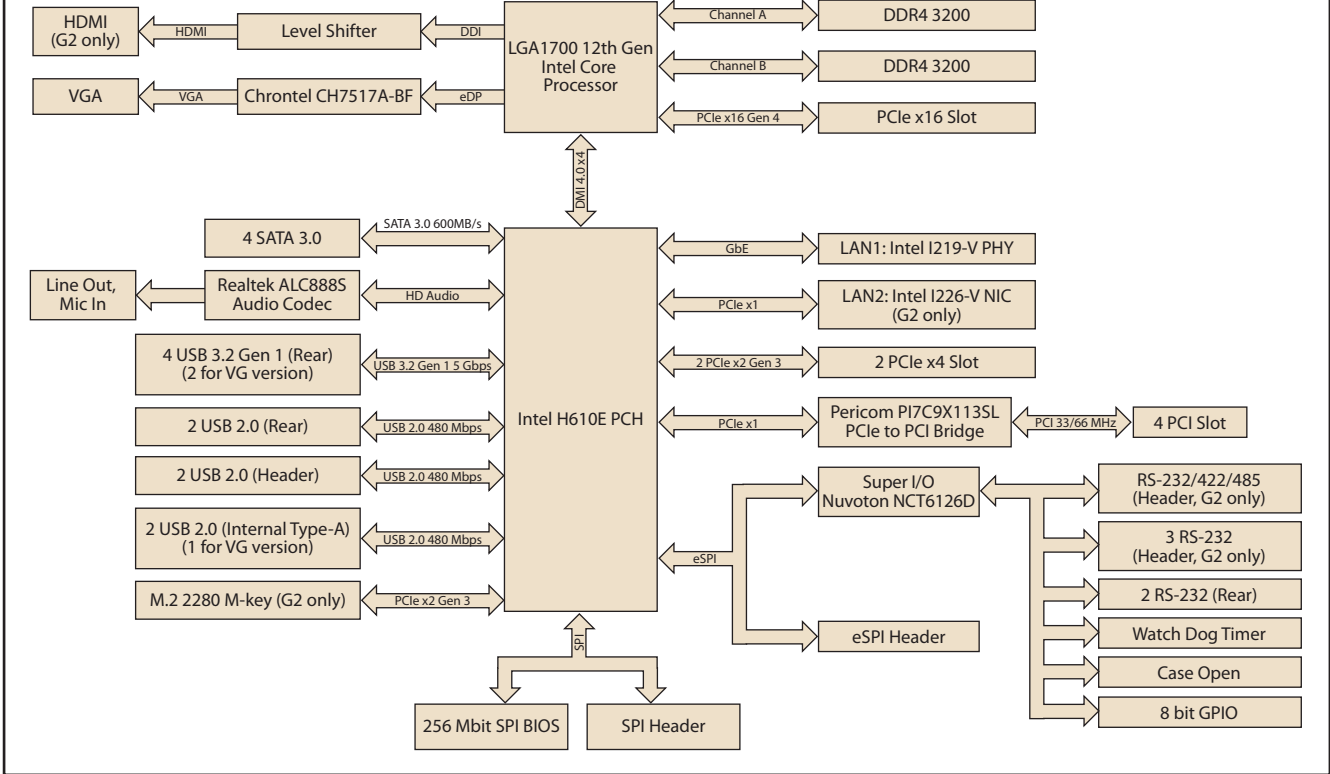 HDMI
(G2 only)
HDMI
Level Shifter
DDI
LGA1700 12th Gen
Intel Core
Processor
Channel A
DDR4 3200
Channel B
DDR4 3200
VGA
VGA
Chrontel CH7517A-BF
eDP
PCIe x16 Gen 4
PCIe x16 Slot
DMI 4.0 x4
4 SATA 3.0
SATA 3.0 600MB/s
Line Out,
Mic In
Realtek ALC888S
Audio Codec
HD Audio
4 USB 3.2 Gen 1 (Rear)
(2 for VG version)
USB 3.2 Gen 1 5 Gbps
2 USB 2.0 (Rear)
USB 2.0 480 Mbps
2 USB 2.0 (Header)
USB 2.0 480 Mbps
2 USB 2.0 (Internal Type-A)
(1 for VG version)
USB 2.0 480 Mbps
M.2 2280 M-key (G2 only)
PCIe x2 Gen 3
Intel H610E PCH
GbE
LAN1: Intel I219-V PHY
PCIe x1
LAN2: Intel I226-V NIC
(G2 only)
2 PCIe x2 Gen 3
2 PCIe x4 Slot
PCIe x1
Pericom PI7C9X113SL
PCIe to PCI Bridge
PCI 33/66 MHz
4 PCI Slot
eSPI
Super I/O
Nuvoton NCT6126D
eSPI Header
RS-232/422/485
(Header, G2 only)
3 RS-232
(Header, G2 only)
2 RS-232 (Rear)
Watch Dog Timer
Case Open
8 bit GPIO
SPI
256 Mbit SPI BIOS
SPI Header